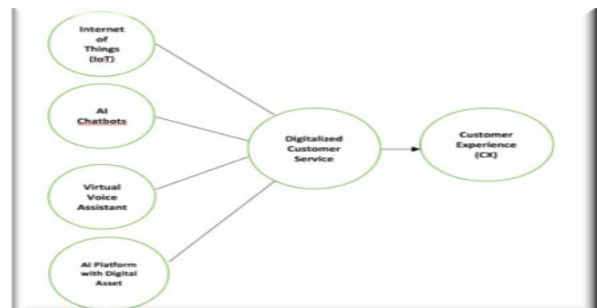 Internet
of
Things
(IoT)
AI
Chatbots
Virtual
Voice
Assistant
AI Platform
with Digital
Asset
Digitalized
Customer
Service
Customer
Experience
(CX)